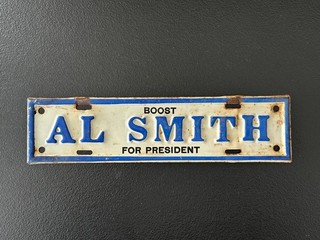 BOOST
AL SMITH
FOR PRESIDENT